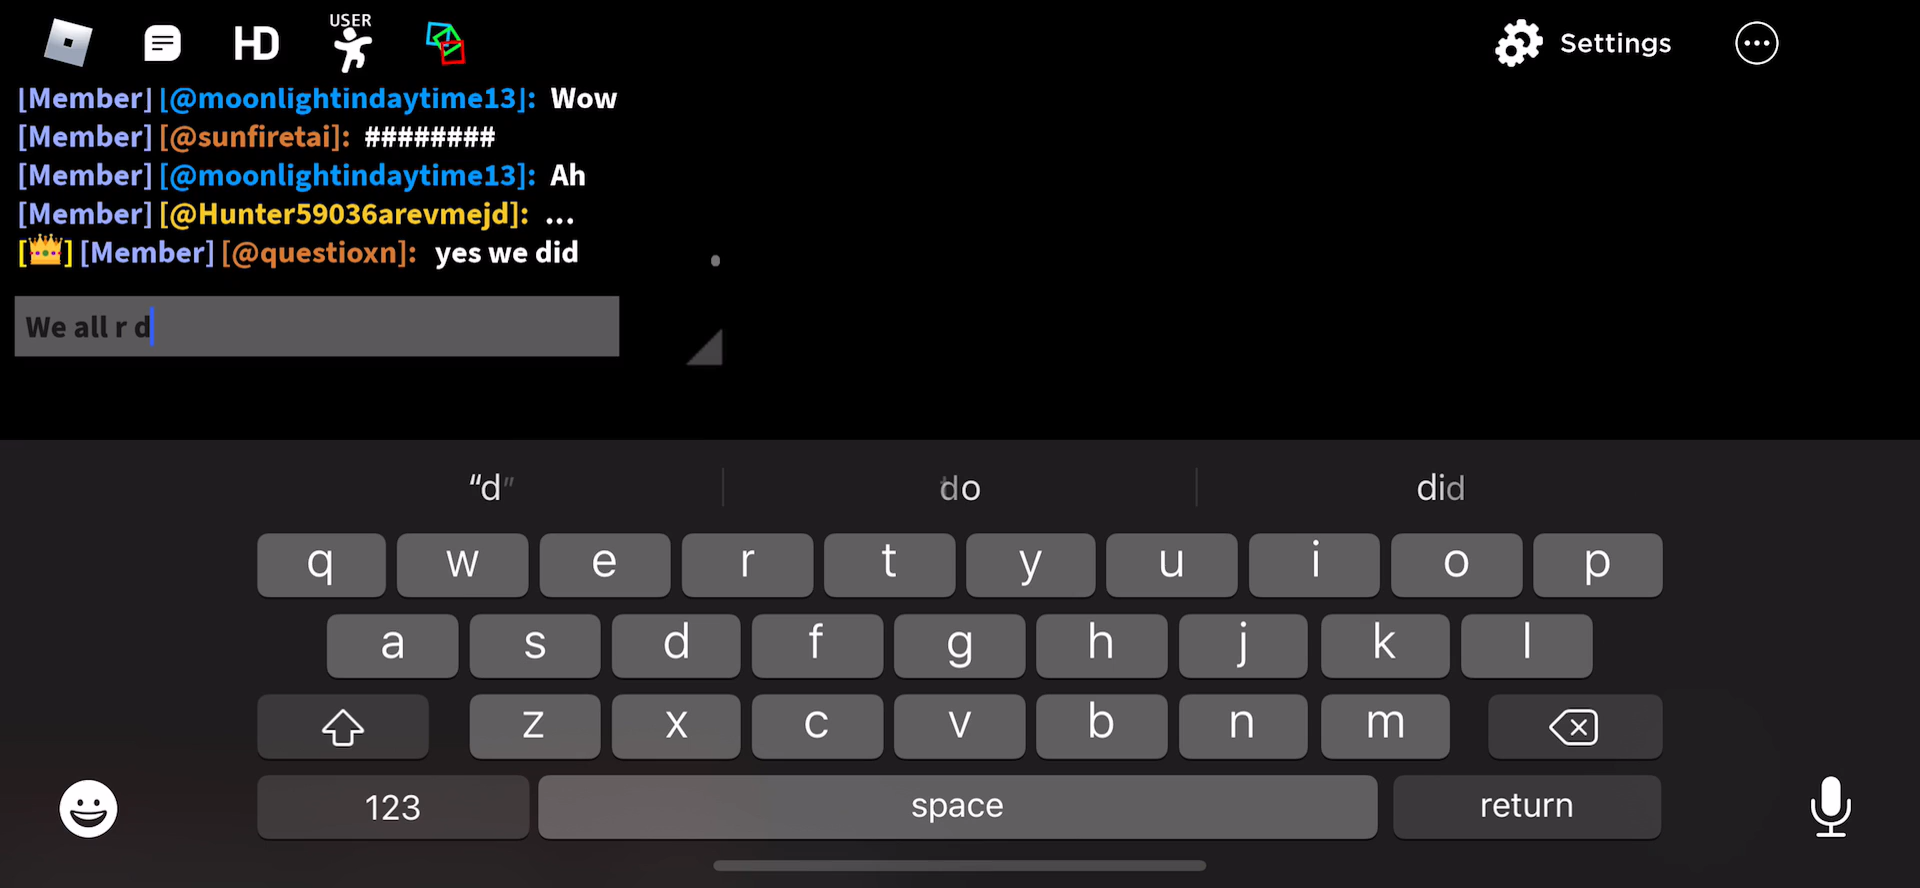 HD
USER
Settings
[Member] [@moonlightindaytime13]: Wow
[Member] [@sunfiretai]: ########
[Member] [@moonlightindaytime13]: Ah
[Member] [@Hunter59036arevmejd]: ...
[👑] [Member] [@questioxn]: yes we did
We all r d
“d” do did
q w e r t y u i o p
a s d f g h j k l
z x c v b n m
123 space return